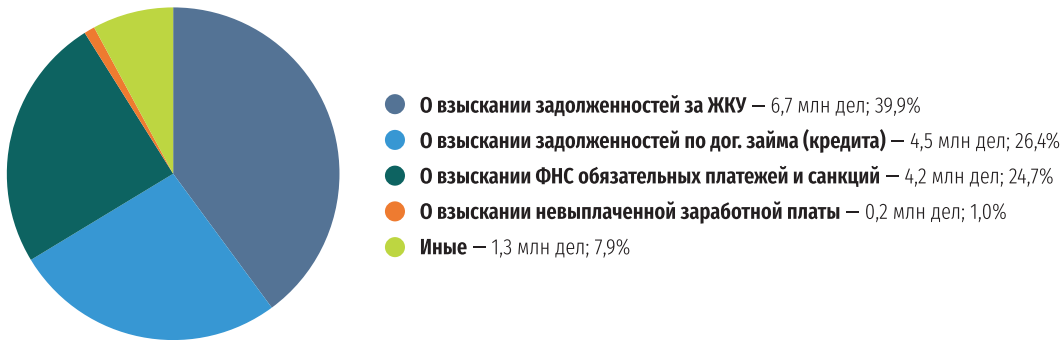 О взыскании задолженностей за ЖКУ — 6,7 млн дел; 39,9%
О взыскании задолженностей по дог. займа (кредита) — 4,5 млн дел; 26,4%
О взыскании ФНС обязательных платежей и санкций — 4,2 млн дел; 24,7%
О взыскании невыплаченной заработной платы — 0,2 млн дел; 1,0%
Иные — 1,3 млн дел; 7,9%